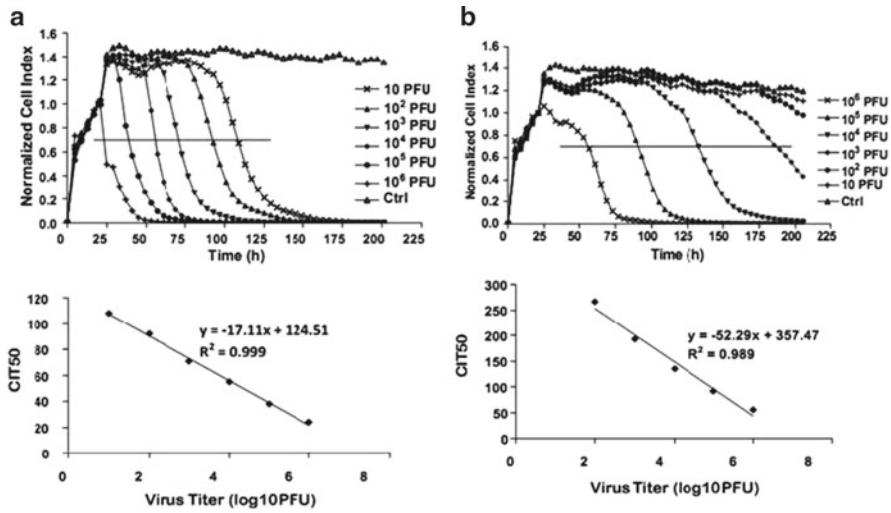 a
1.6
1.4
1.2
1.0
0.8
0.6
0.4
0.2
0.0
Normalized Cell Index
0 25 50 75 100 125 150 175 200 225
Time (h)
10 PFU
10² PFU
10³ PFU
10⁴ PFU
10⁵ PFU
10⁶ PFU
Ctrl
b
1.6
1.4
1.2
1.0
0.8
0.6
0.4
0.2
0.0
Normalized Cell Index
0 25 50 75 100 125 150 175 200 225
Time (h)
10⁶ PFU
10⁵ PFU
10⁴ PFU
10³ PFU
10² PFU
10 PFU
Ctrl
120
100
80
60
40
20
0
CIT50
y = -17.11x + 124.51
R² = 0.999
0 2 4 6 8
Virus Titer (log10PFU)
300
250
200
150
100
50
0
CIT50
y = -52.29x + 357.47
R² = 0.989
0 2 4 6 8
Virus Titer (log10PFU)